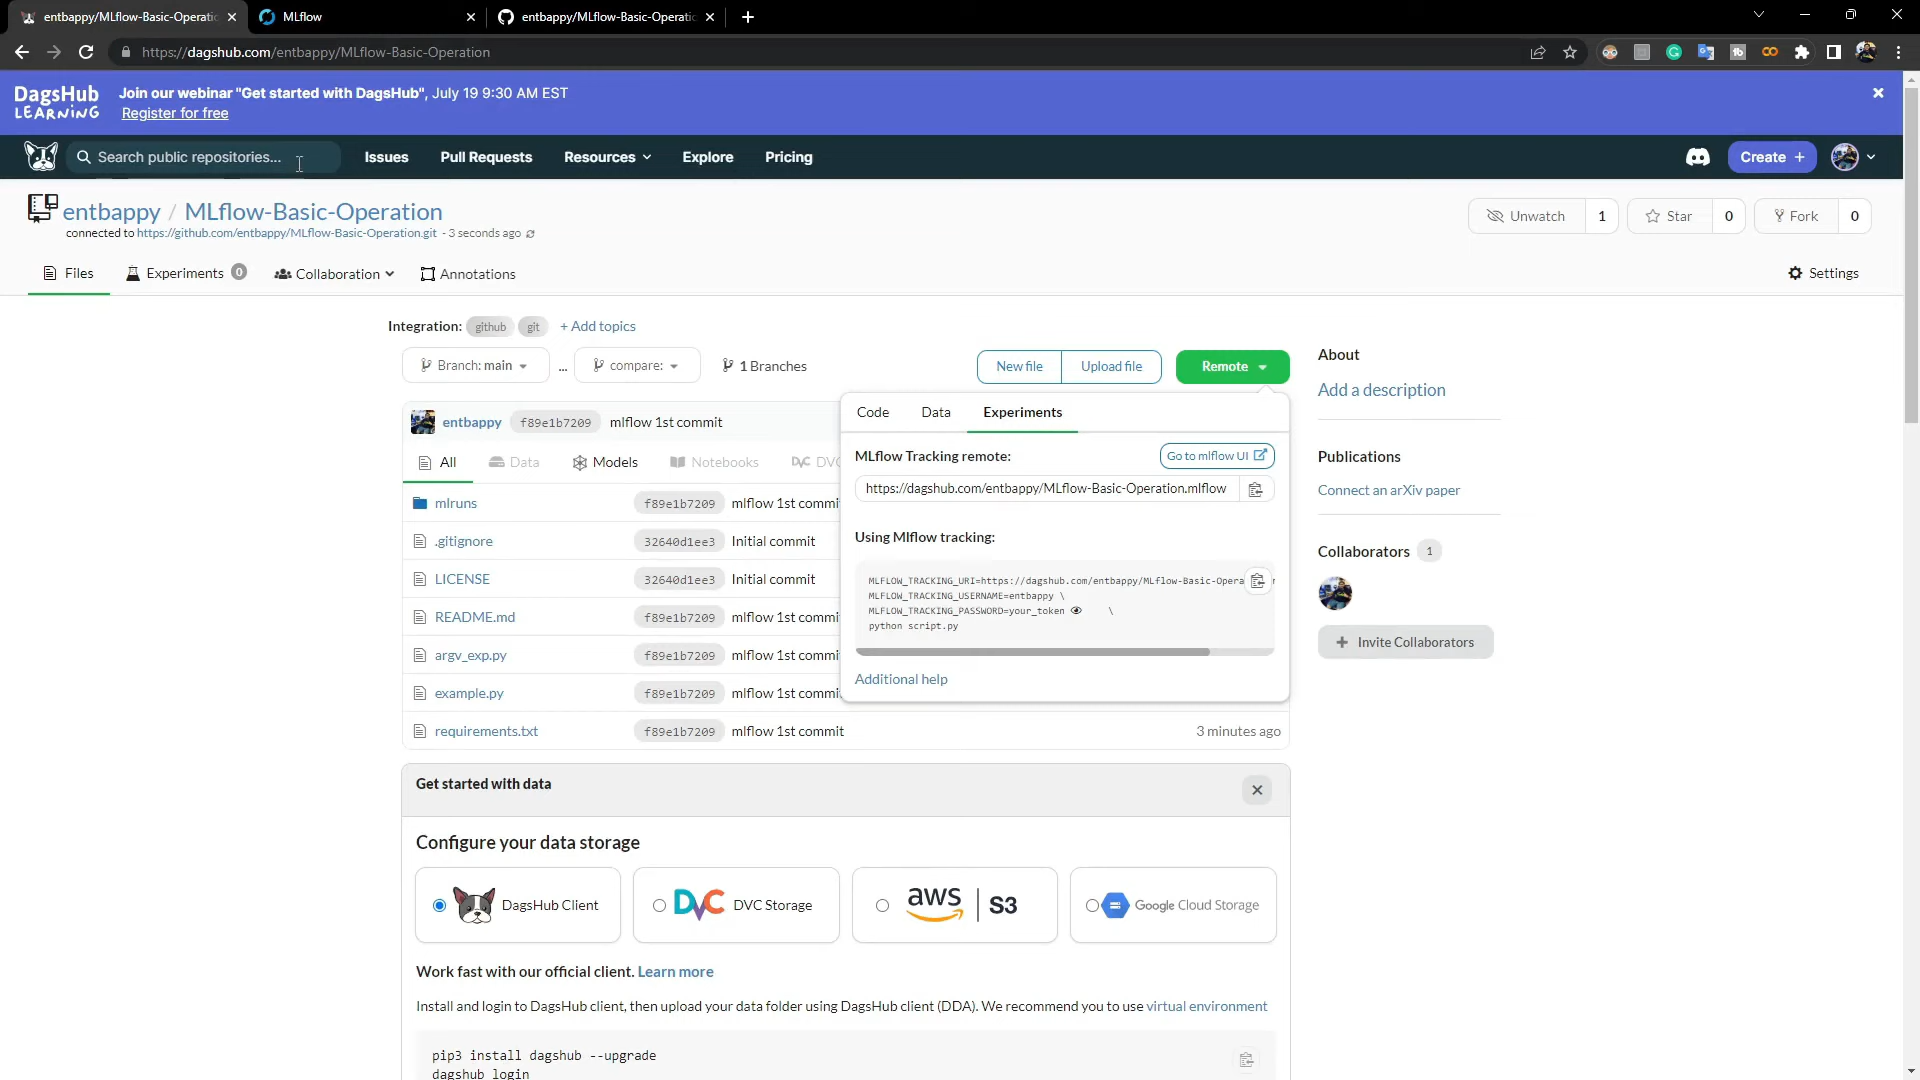 entbappy/MLflow-Basic-Operatio
MLflow
entbappy/MLflow-Basic-Operatio
https://dagshub.com/entbappy/MLflow-Basic-Operation
DagsHub
LEARNING
Join our webinar "Get started with DagsHub", July 19 9:30 AM EST
Register for free
Search public repositories...
Issues
Pull Requests
Resources
Explore
Pricing
Create +
entbappy / MLflow-Basic-Operation
connected to https://github.com/entbappy/MLflow-Basic-Operation.git - 3 seconds ago
Unwatch 1
Star 0
Fork 0
Files
Experiments 0
Collaboration
Annotations
Settings
Integration: github git + Add topics
Branch: main
...
compare:
1 Branches
New file
Upload file
Remote
entbappy f89e1b7209 mlflow 1st commit
All
Data
Models
Notebooks
DVC
mlruns f89e1b7209 mlflow 1st commi
.gitignore 32640d1ee3 Initial commit
LICENSE 32640d1ee3 Initial commit
README.md f89e1b7209 mlflow 1st commi
argv_exp.py f89e1b7209 mlflow 1st commi
example.py f89e1b7209 mlflow 1st commi
requirements.txt f89e1b7209 mlflow 1st commit 3 minutes ago
Code
Data
Experiments
MLflow Tracking remote:
Go to mlflow UI
https://dagshub.com/entbappy/MLflow-Basic-Operation.mlflow
Using Mlflow tracking:
MLFLOW_TRACKING_URI=https://dagshub.com/entbappy/MLflow-Basic-Opera
MLFLOW_TRACKING_USERNAME=entbappy \
MLFLOW_TRACKING_PASSWORD=your_token \
python script.py
Additional help
About
Add a description
Publications
Connect an arXiv paper
Collaborators 1
+ Invite Collaborators
Get started with data
Configure your data storage
DagsHub Client
DVC DVC Storage
aws S3
Google Cloud Storage
Work fast with our official client. Learn more
Install and login to DagsHub client, then upload your data folder using DagsHub client (DDA). We recommend you to use virtual environment
pip3 install dagshub --upgrade
dagshub login